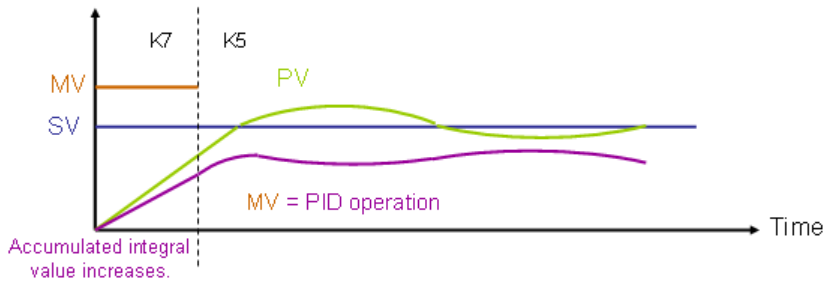 K7 K5
MV PV
SV
MV = PID operation
Time
Accumulated integral
value increases.